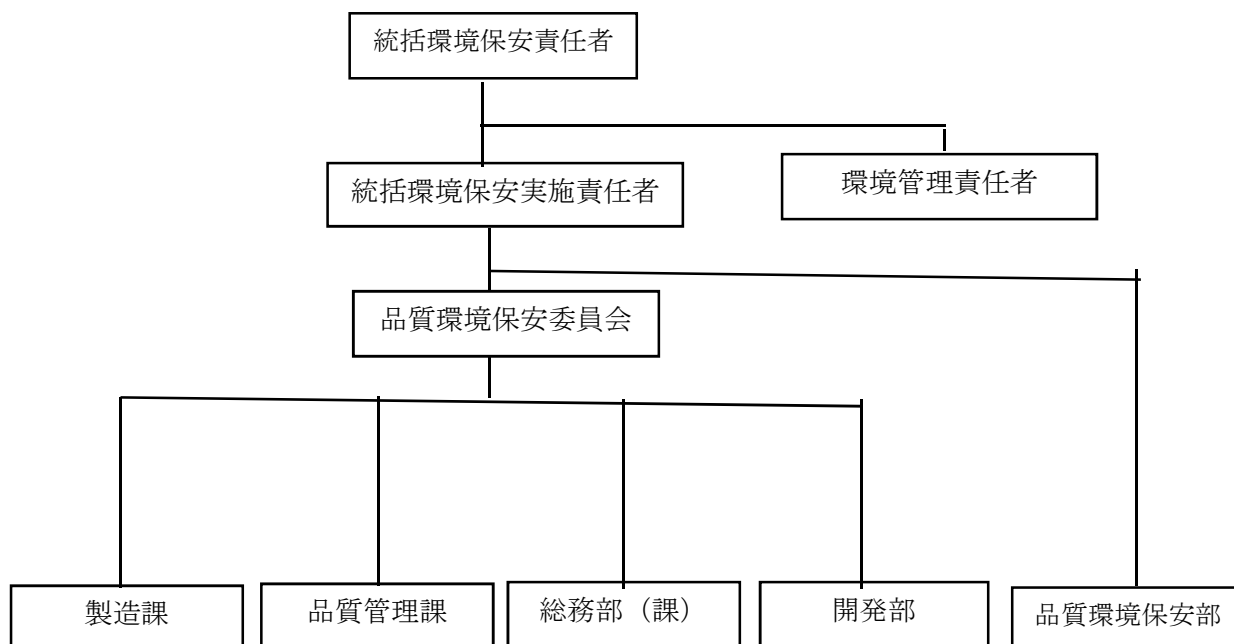 統括環境保安責任者
統括環境保安実施責任者
環境管理責任者
品質環境保安委員会
製造課
品質管理課
総務部（課）
開発部
品質環境保安部